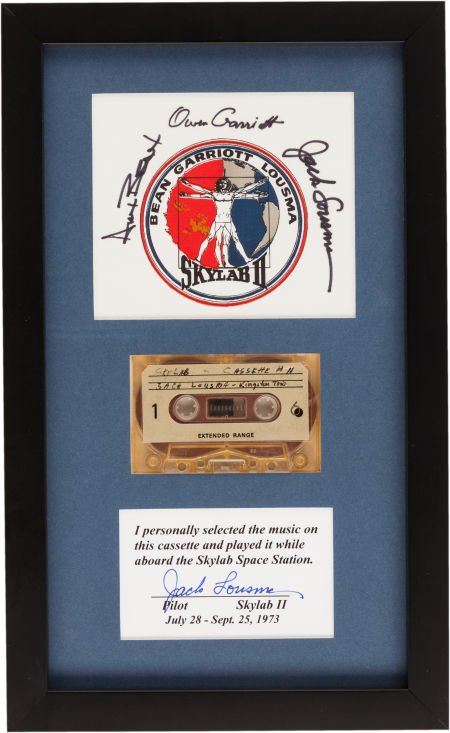 Owen Garriott
Alan Bean
Jack Lousma
BEAN GARRIOTT LOUSMA
SKYLAB II
SKYLAB - CASSETTE # 11
JACK LOUSMA - Kingston Trio
1
EXTENDED RANGE
I personally selected the music on
this cassette and played it while
aboard the Skylab Space Station.
Jack Lousma
Pilot Skylab II
July 28 - Sept. 25, 1973